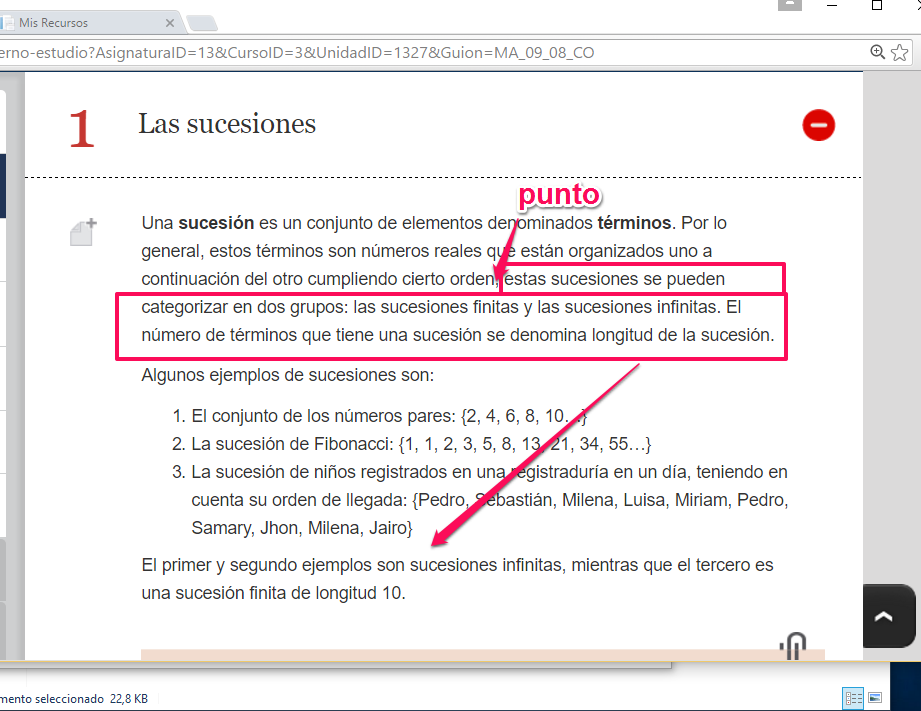 Mis Recursos
erno-estudio?AsignaturaID=13&CursoID=3&UnidadID=1327&Guion=MA_09_08_CO
1 Las sucesiones
punto
Una sucesión es un conjunto de elementos denominados términos. Por lo
general, estos términos son números reales que están organizados uno a
continuación del otro cumpliendo cierto orden, estas sucesiones se pueden
categorizar en dos grupos: las sucesiones finitas y las sucesiones infinitas. El
número de términos que tiene una sucesión se denomina longitud de la sucesión.
Algunos ejemplos de sucesiones son:
1. El conjunto de los números pares: {2, 4, 6, 8, 10…}
2. La sucesión de Fibonacci: {1, 1, 2, 3, 5, 8, 13, 21, 34, 55…}
3. La sucesión de niños registrados en una registraduría en un día, teniendo en
cuenta su orden de llegada: {Pedro, Sebastián, Milena, Luisa, Miriam, Pedro,
Samary, Jhon, Milena, Jairo}
El primer y segundo ejemplos son sucesiones infinitas, mientras que el tercero es
una sucesión finita de longitud 10.
mento seleccionado 22,8 KB